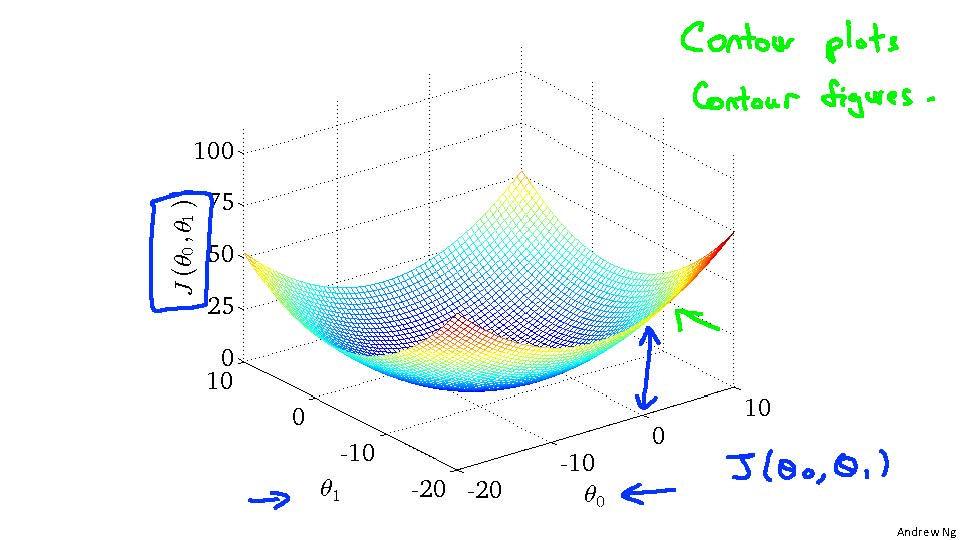 Contour plots
Contour figures.
100
75
50
25
0
J(θ₀, θ₁)
10
0
-10
-20
θ₁
-20
-10
0
10
θ₀
J(θ₀, θ₁)
Andrew Ng